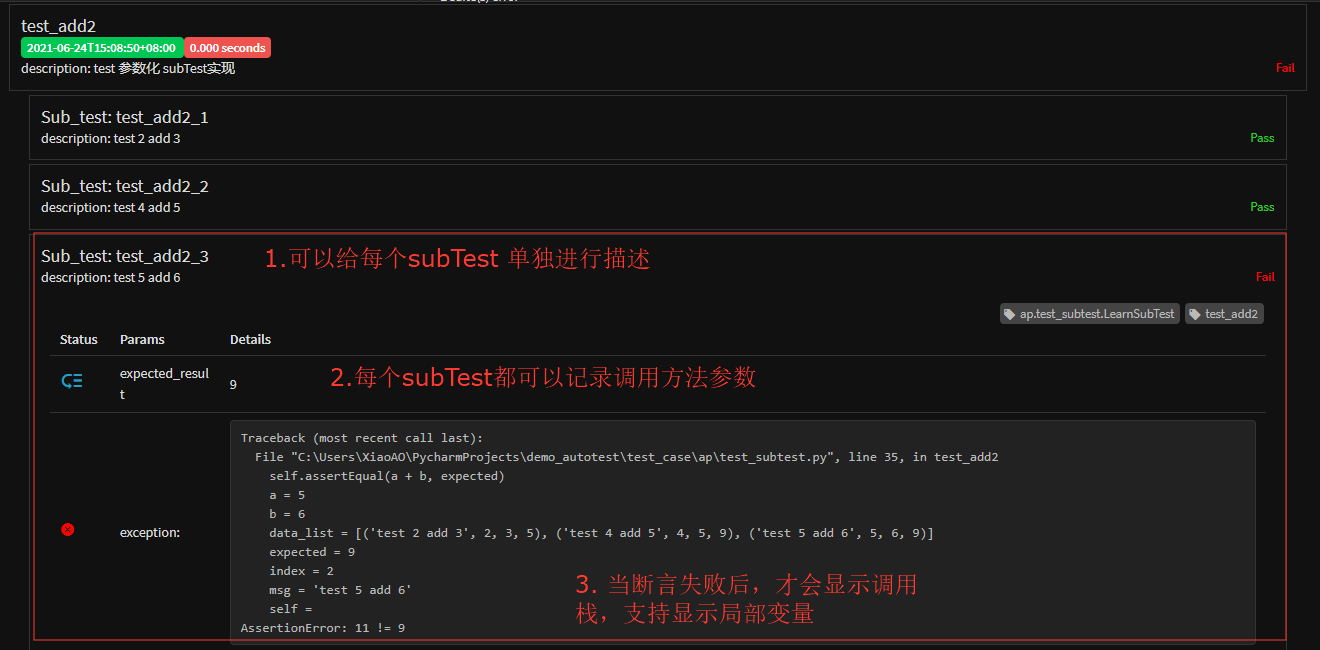 test_add2
2021-06-24T15:08:50+08:00 0.000 seconds
description: test 参数化 subTest实现
Fail
Sub_test: test_add2_1
description: test 2 add 3
Pass
Sub_test: test_add2_2
description: test 4 add 5
Pass
Sub_test: test_add2_3
1.可以给每个subTest 单独进行描述
description: test 5 add 6
Fail
ap.test_subtest.LearnSubTest test_add2
Status Params Details
expected_resul
t
9
2.每个subTest都可以记录调用方法参数
exception:
Traceback (most recent call last):
File "C:\Users\XiaoAO\PycharmProjects\demo_autotest\test_case\ap\test_subtest.py", line 35, in test_add2
self.assertEqual(a + b, expected)
a = 5
b = 6
data_list = [('test 2 add 3', 2, 3, 5), ('test 4 add 5', 4, 5, 9), ('test 5 add 6', 5, 6, 9)]
expected = 9
index = 2
msg = 'test 5 add 6'
self =
AssertionError: 11 != 9
3. 当断言失败后，才会显示调用
栈，支持显示局部变量